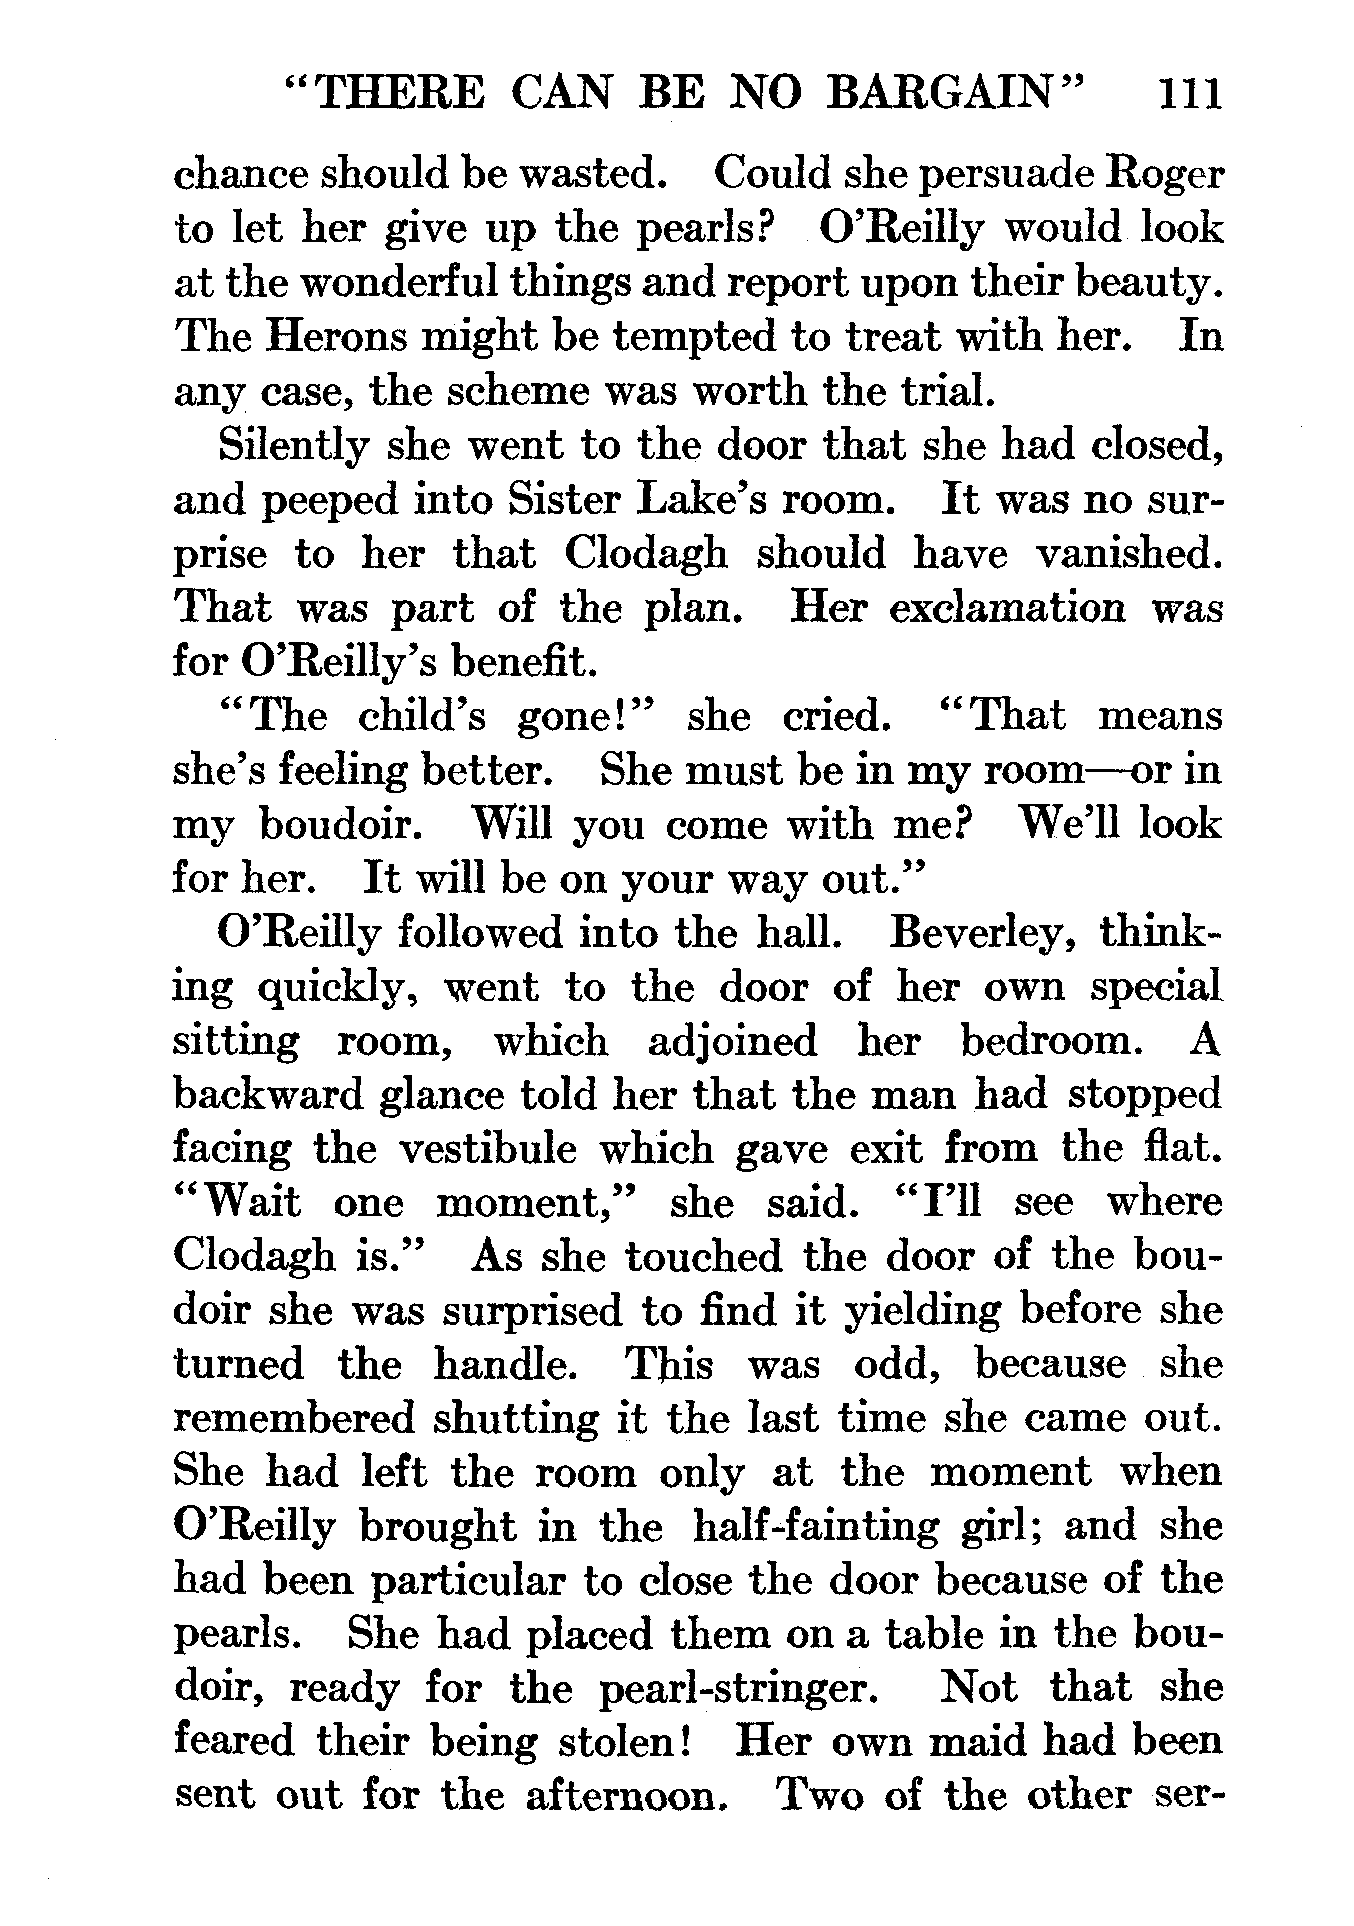 “THERE CAN BE NO BARGAIN” 111
chance should be wasted. Could she persuade Roger
to let her give up the pearls? O’Reilly would look
at the wonderful things and report upon their beauty.
The Herons might be tempted to treat with her. In
any case, the scheme was worth the trial.
Silently she went to the door that she had closed,
and peeped into Sister Lake’s room. It was no sur-
prise to her that Clodagh should have vanished.
That was part of the plan. Her exclamation was
for O’Reilly’s benefit.
“The child’s gone!” she cried. “That means
she’s feeling better. She must be in my room—or in
my boudoir. Will you come with me? We’ll look
for her. It will be on your way out.”
O’Reilly followed into the hall. Beverley, think-
ing quickly, went to the door of her own special
sitting room, which adjoined her bedroom. A
backward glance told her that the man had stopped
facing the vestibule which gave exit from the flat.
“Wait one moment,” she said. “I’ll see where
Clodagh is.” As she touched the door of the bou-
doir she was surprised to find it yielding before she
turned the handle. This was odd, because she
remembered shutting it the last time she came out.
She had left the room only at the moment when
O’Reilly brought in the half-fainting girl; and she
had been particular to close the door because of the
pearls. She had placed them on a table in the bou-
doir, ready for the pearl-stringer. Not that she
feared their being stolen! Her own maid had been
sent out for the afternoon. Two of the other ser-